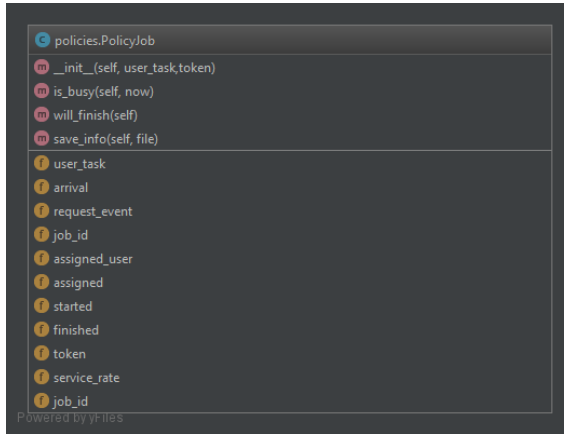 C policies.PolicyJob
m __init__(self, user_task,token)
m is_busy(self, now)
m will_finish(self)
m save_info(self, file)
f user_task
f arrival
f request_event
f job_id
f assigned_user
f assigned
f started
f finished
f token
f service_rate
f job_id
Powered by yFiles